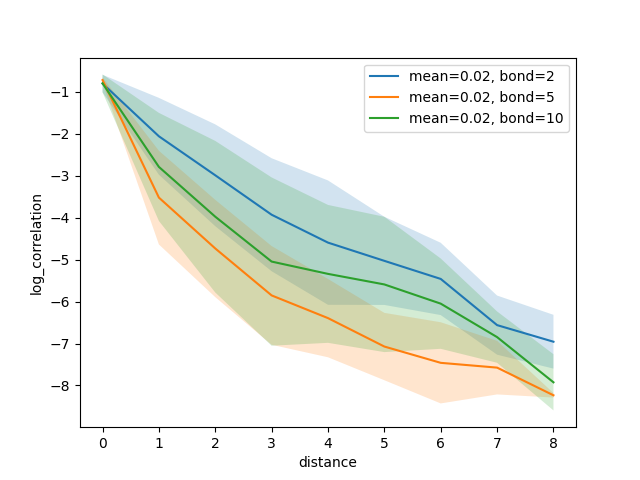 mean=0.02, bond=2
mean=0.02, bond=5
mean=0.02, bond=10
−1
−2
−3
−4
−5
−6
−7
−8
log_correlation
0 1 2 3 4 5 6 7 8
distance